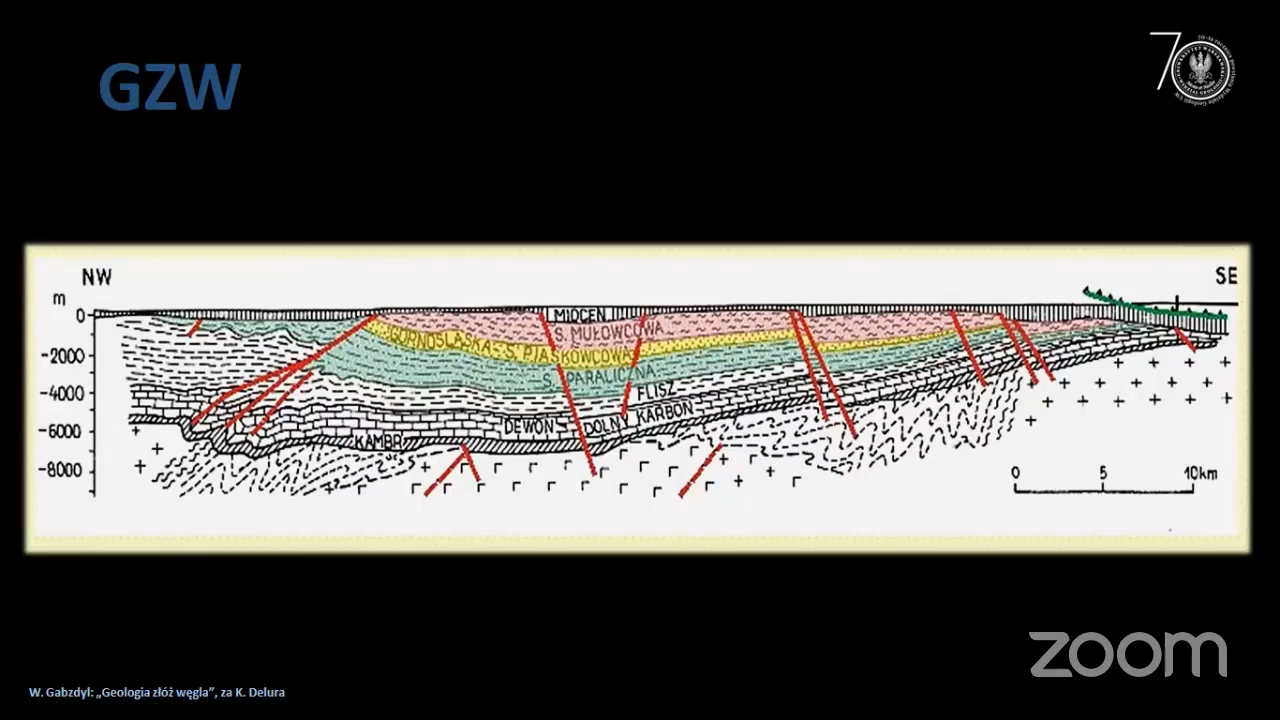 GZW
70
NW
SE
m
0
-2000
-4000
-6000
-8000
MIOCEN
S. MUŁOWCOWA
GÓRNOŚLĄSKA - S. PIASKOWCOWA
S. PARALICZNA
FLISZ
DEWON - DOLNY KARBON
KAMBR
0 5 10km
zoom
W. Gabzdyl: „Geologia złóż węgla”, za K. Delura